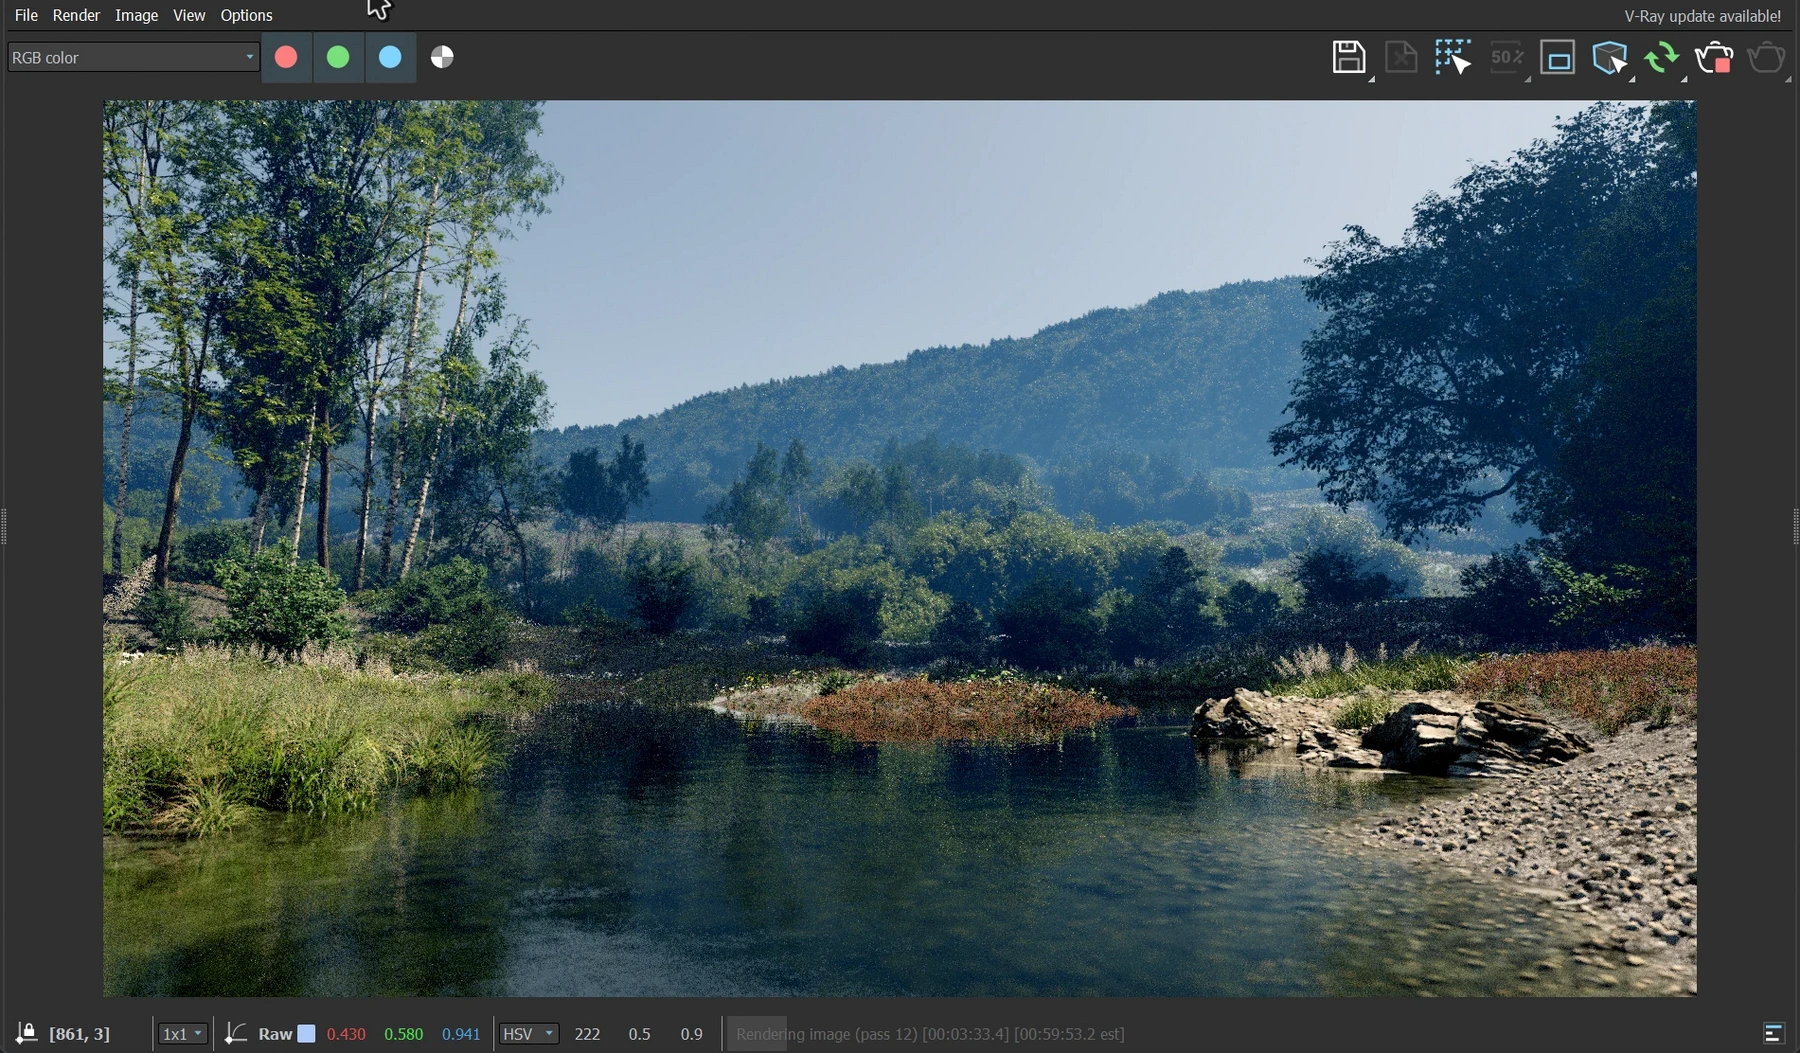 File Render Image View Options V-Ray update available!
RGB color 50%
[861, 3] 1x1 Raw 0.430 0.580 0.941 HSV 222 0.5 0.9 Rendering image (pass 12) [00:03:33.4] [00:59:53.2 est]